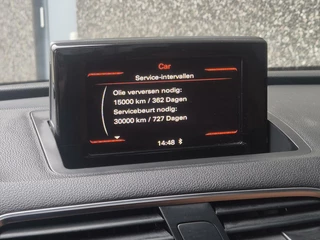 Car
Service-intervallen
Olie verversen nodig:
15000 km / 362 Dagen
Servicebeurt nodig:
30000 km / 727 Dagen
14:48